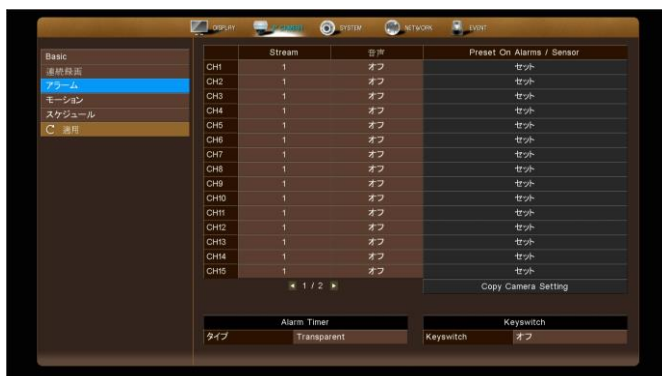 DISPLAY IP CAMERA SYSTEM NETWORK EVENT
Basic
連続録画
アラーム
モーション
スケジュール
適用
Stream 音声 Preset On Alarms / Sensor
CH1 1 オフ セット
CH2 1 オフ セット
CH3 1 オフ セット
CH4 1 オフ セット
CH5 1 オフ セット
CH6 1 オフ セット
CH7 1 オフ セット
CH8 1 オフ セット
CH9 1 オフ セット
CH10 1 オフ セット
CH11 1 オフ セット
CH12 1 オフ セット
CH13 1 オフ セット
CH14 1 オフ セット
CH15 1 オフ セット
1 / 2 Copy Camera Setting
Alarm Timer Keyswitch
タイプ Transparent Keyswitch オフ